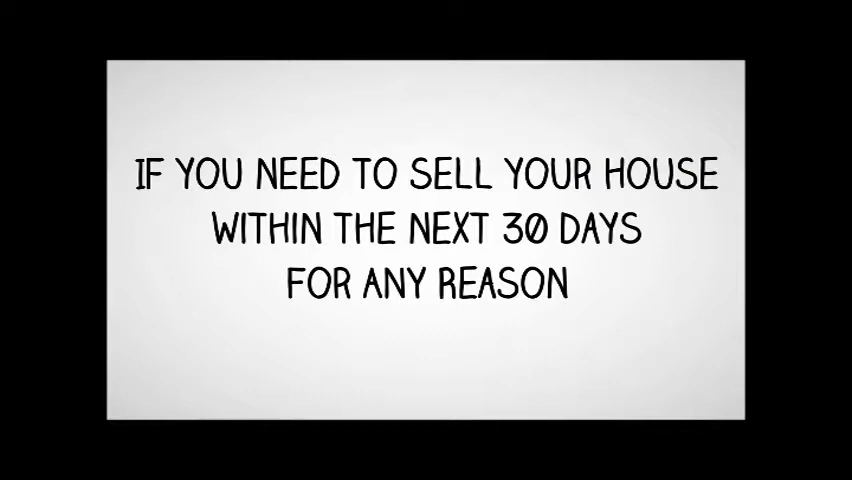 IF YOU NEED TO SELL YOUR HOUSE
WITHIN THE NEXT 30 DAYS
FOR ANY REASON